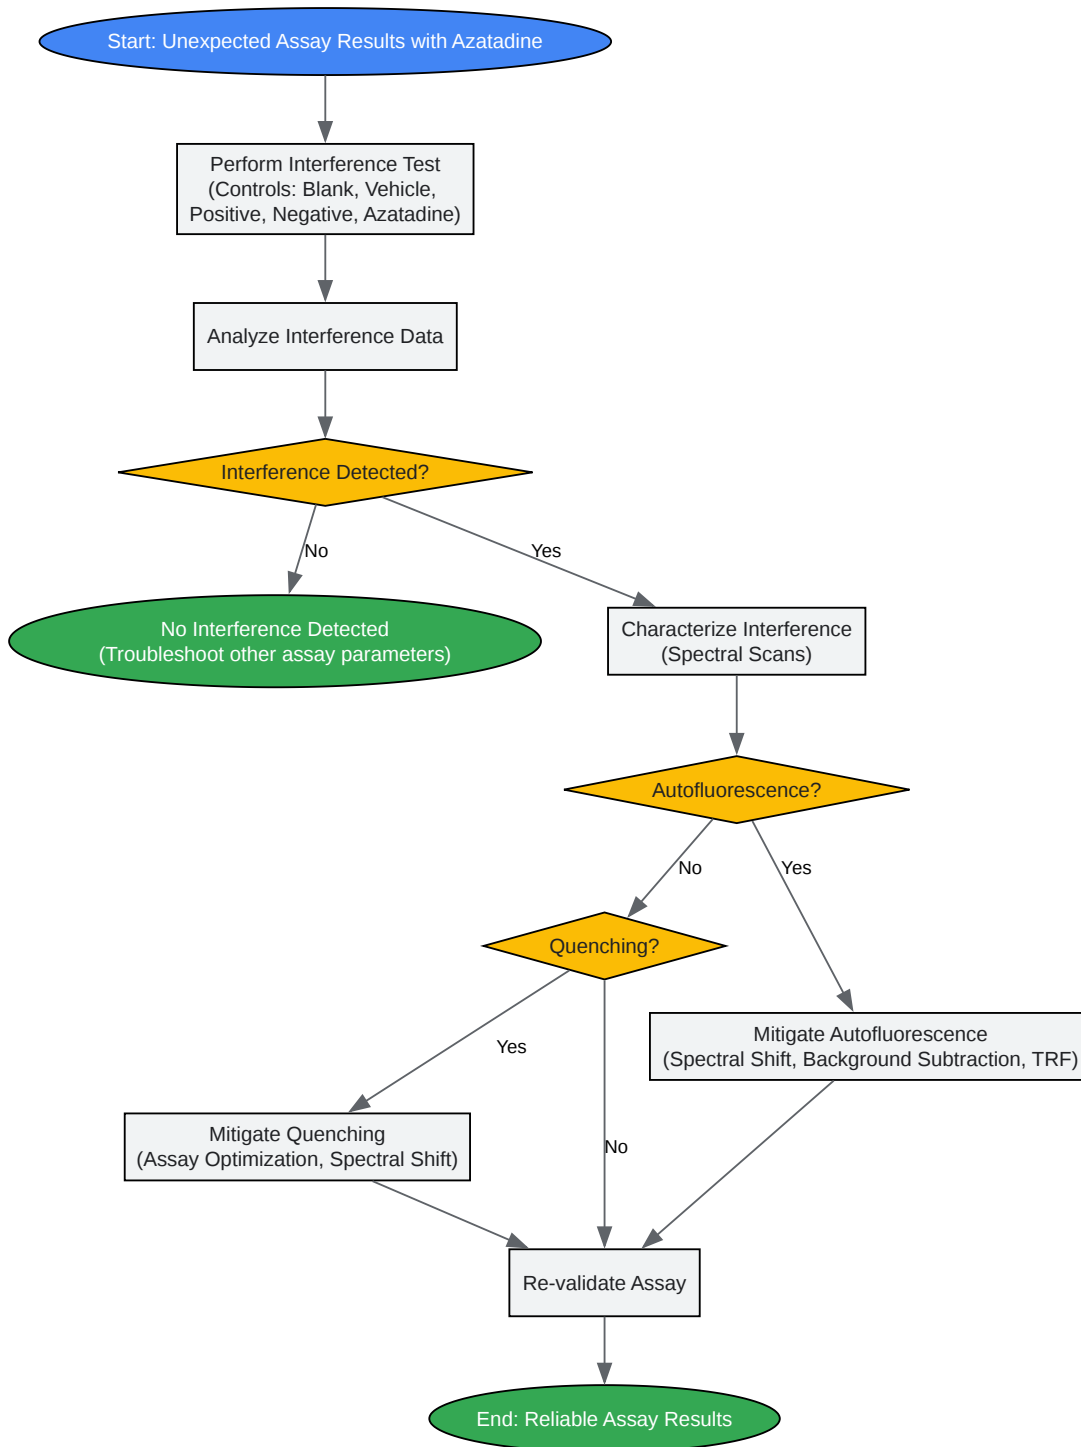 Start: Unexpected Assay Results with Azatadine
Perform Interference Test
(Controls: Blank, Vehicle,
Positive, Negative, Azatadine)
Analyze Interference Data
Interference Detected?
No
Yes
No Interference Detected
(Troubleshoot other assay parameters)
Characterize Interference
(Spectral Scans)
Autofluorescence?
No
Yes
Quenching?
Yes
No
Mitigate Autofluorescence
(Spectral Shift, Background Subtraction, TRF)
Mitigate Quenching
(Assay Optimization, Spectral Shift)
Re-validate Assay
End: Reliable Assay Results